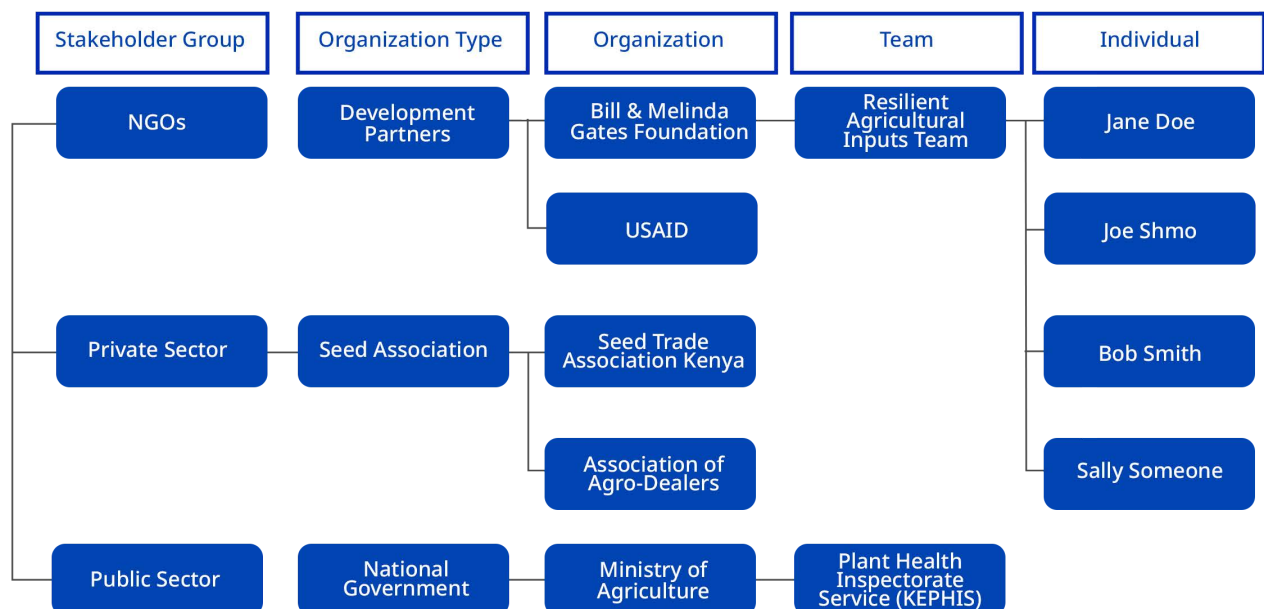 Stakeholder Group
Organization Type
Organization
Team
Individual
NGOs
Development
Partners
Bill & Melinda
Gates Foundation
Resilient
Agricultural
Inputs Team
Jane Doe
USAID
Joe Shmo
Private Sector
Seed Association
Seed Trade
Association Kenya
Bob Smith
Association of
Agro-Dealers
Sally Someone
Public Sector
National
Government
Ministry of
Agriculture
Plant Health
Inspectorate
Service (KEPHIS)